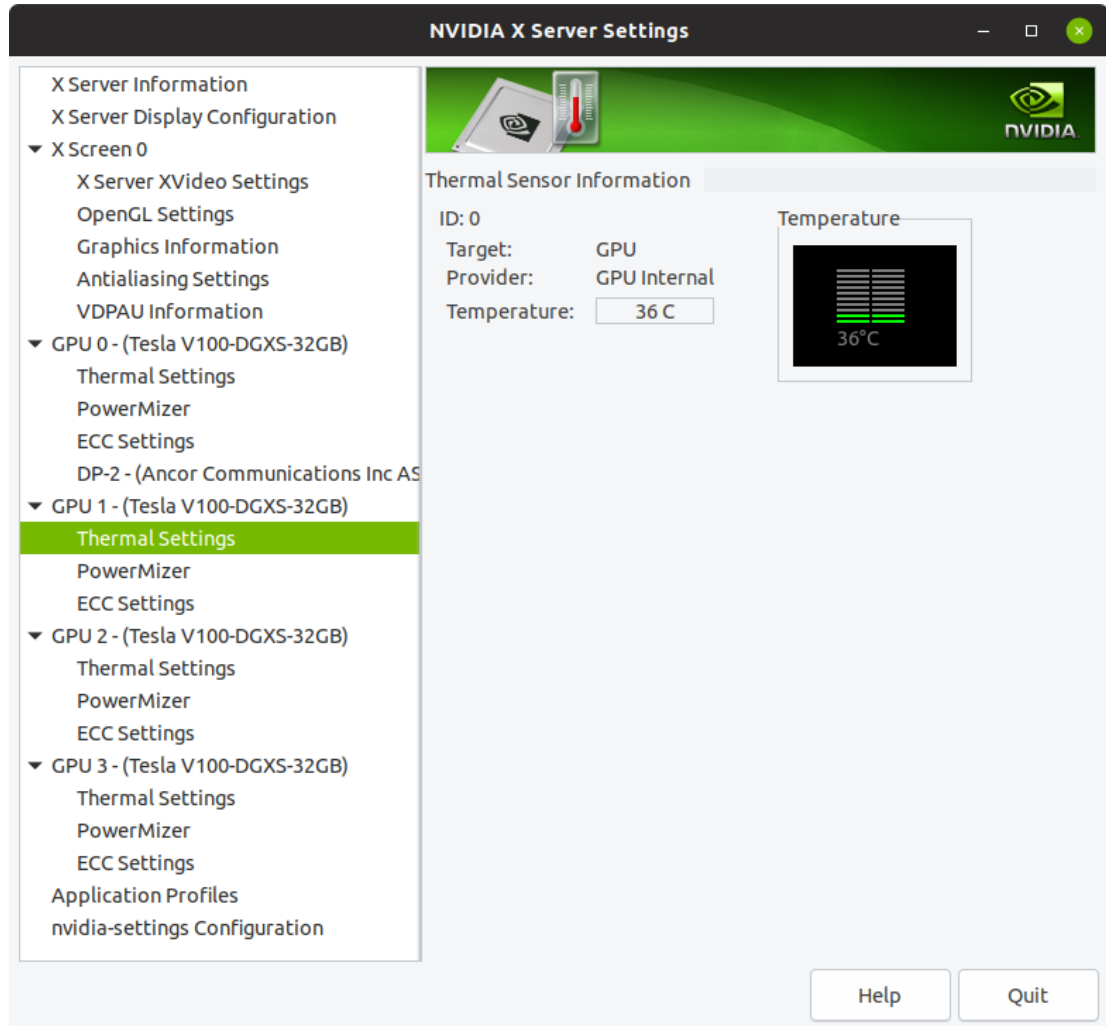 NVIDIA X Server Settings
X Server Information
X Server Display Configuration
X Screen 0
X Server XVideo Settings
OpenGL Settings
Graphics Information
Antialiasing Settings
VDPAU Information
GPU 0 - (Tesla V100-DGXS-32GB)
Thermal Settings
PowerMizer
ECC Settings
DP-2 - (Ancor Communications Inc AS
GPU 1 - (Tesla V100-DGXS-32GB)
Thermal Settings
PowerMizer
ECC Settings
GPU 2 - (Tesla V100-DGXS-32GB)
Thermal Settings
PowerMizer
ECC Settings
GPU 3 - (Tesla V100-DGXS-32GB)
Thermal Settings
PowerMizer
ECC Settings
Application Profiles
nvidia-settings Configuration
NVIDIA.
Thermal Sensor Information
ID: 0
Target: GPU
Provider: GPU Internal
Temperature: 36 C
Temperature
36°C
Help Quit